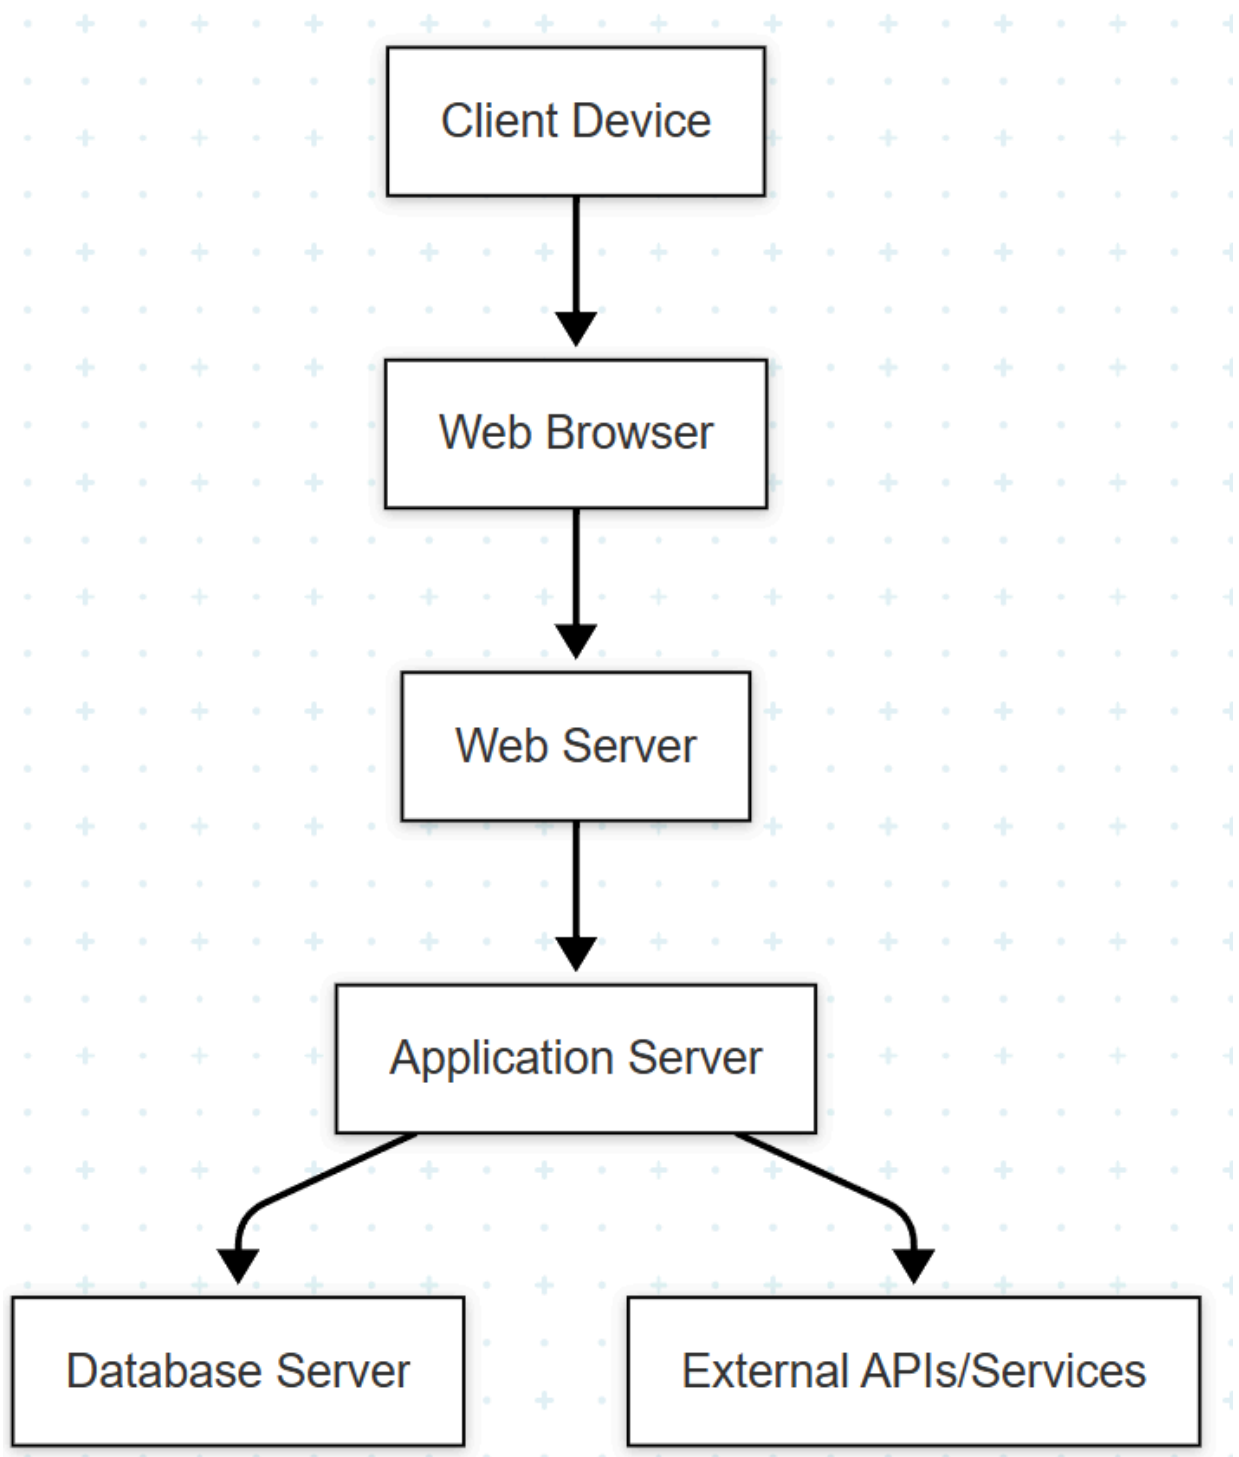 Client Device
Web Browser
Web Server
Application Server
Database Server
External APIs/Services